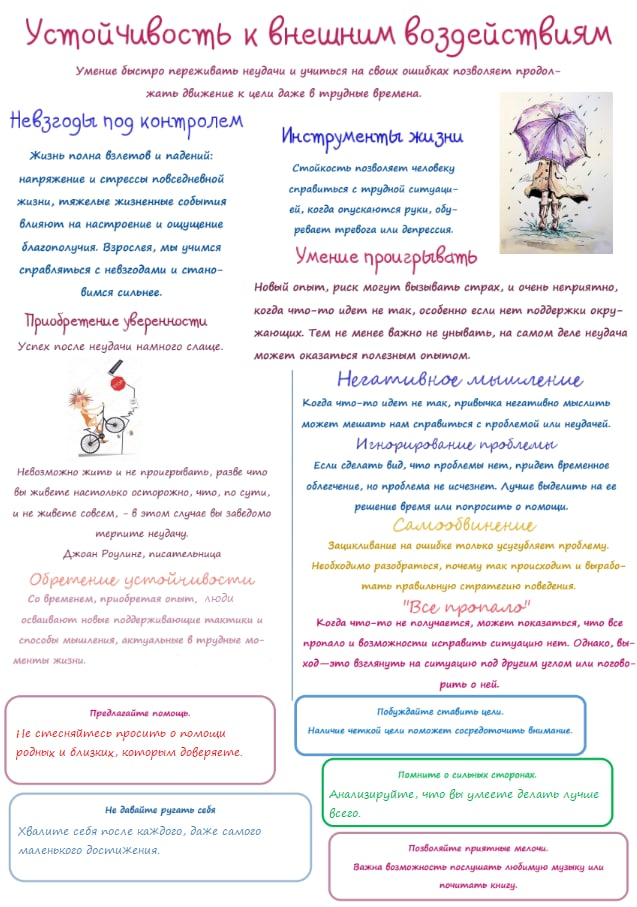 Устойчивость к внешним воздействиям
Умение быстро переживать неудачи и учиться на своих ошибках позволяет продол-
жать движение к цели даже в трудные времена.
Невзгоды под контролем
Жизнь полна взлетов и падений:
напряжение и стрессы повседневной
жизни, тяжелые жизненные события
влияют на настроение и ощущение
благополучия. Взрослея, мы учимся
справляться с невзгодами и стано-
вимся сильнее.
Инструменты жизни
Стойкость позволяет человеку
справиться с трудной ситуаци-
ей, когда опускаются руки, обу-
ревает тревога или депрессия.
Умение проигрывать
Новый опыт, риск могут вызывать страх, и очень неприятно,
когда что-то идет не так, особенно если нет поддержки окру-
жающих. Тем не менее важно не унывать, на самом деле неудача
может оказаться полезным опытом.
Приобретение уверенности
Успех после неудачи намного слаще.
STOP
Невозможно жить и не проигрывать, разве что
вы живете настолько осторожно, что, по сути,
и не живете совсем, - в этом случае вы заведомо
терпите неудачу.
Джоан Роулинг, писательница
Обретение устойчивости
Со временем, приобретая опыт, люди
осваивают новые поддерживающие тактики и
способы мышления, актуальные в трудные мо-
менты жизни.
Негативное мышление
Когда что-то идет не так, привычка негативно мыслить
может мешать нам справиться с проблемой или неудачей.
Игнорирование проблемы
Если сделать вид, что проблемы нет, придет временное
облегчение, но проблема не исчезнет. Лучше выделить на ее
решение время или попросить о помощи.
Самообвинение
Зацикливание на ошибке только усугубляет проблему.
Необходимо разобраться, почему так происходит и вырабо-
тать правильную стратегию поведения.
"Все пропало"
Когда что-то не получается, может показаться, что все
пропало и возможности исправить ситуацию нет. Однако, вы-
ход—это взглянуть на ситуацию под другим углом или погово-
рить о ней.
Предлагайте помощь.
Не стесняйтесь просить о помощи
родных и близких, которым доверяете.
Побуждайте ставить цели.
Наличие четкой цели поможет сосредоточить внимание.
Помните о сильных сторонах.
Анализируйте, что вы умеете делать лучше
всего.
Не давайте ругать себя
Хвалите себя после каждого, даже самого
маленького достижения.
Позволяйте приятные мелочи.
Важна возможность послушать любимую музыку или
почитать книгу.